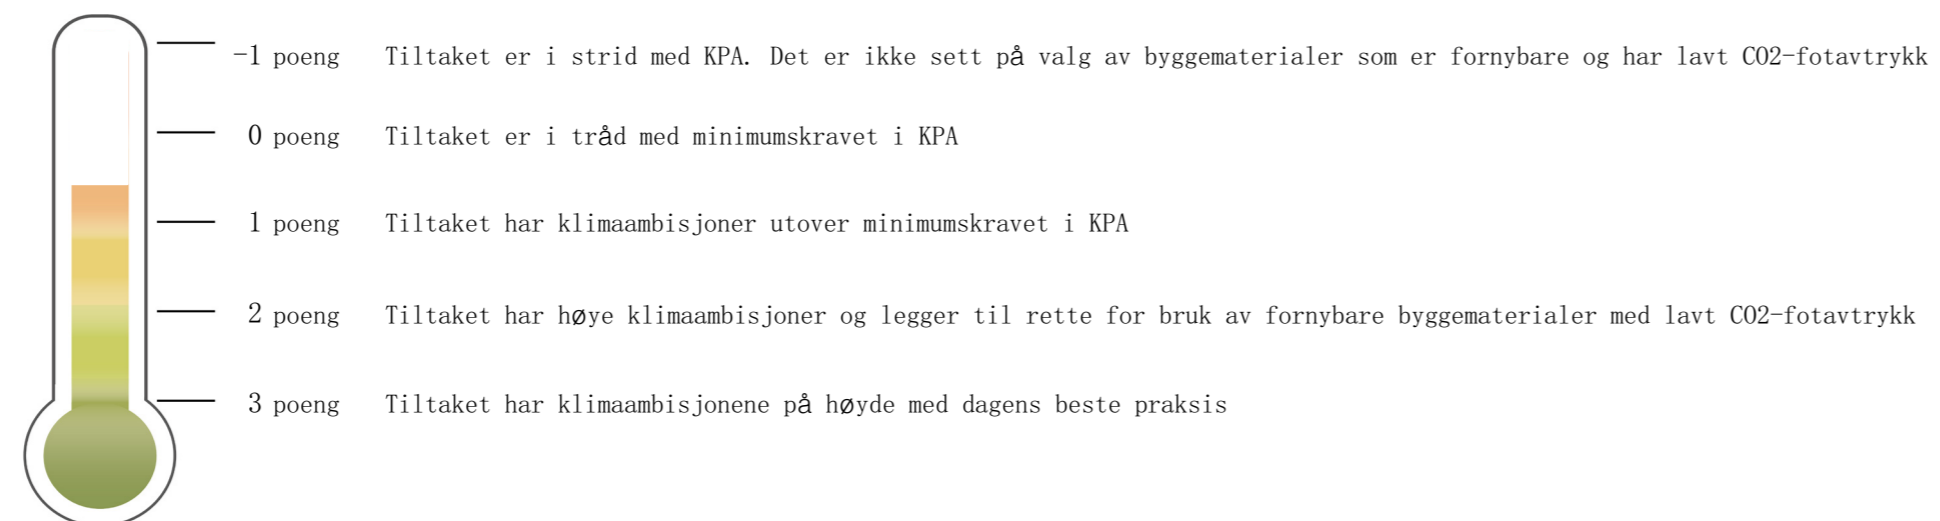 -1 poeng Tiltaket er i strid med KPA. Det er ikke sett på valg av byggematerialer som er fornybare og har lavt CO2-fotavtrykk
0 poeng Tiltaket er i tråd med minimumskravet i KPA
1 poeng Tiltaket har klimaambisjoner utover minimumskravet i KPA
2 poeng Tiltaket har høye klimaambisjoner og legger til rette for bruk av fornybare byggematerialer med lavt CO2-fotavtrykk
3 poeng Tiltaket har klimaambisjonene på høyde med dagens beste praksis